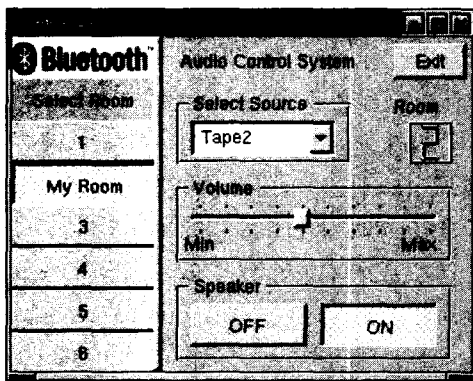 Bluetooth™
Select Room
1
My Room
3
4
5
6
Audio Control System
Exit
Select Source
Tape2
Room
2
Volume
Min
Max
Speaker
OFF
ON